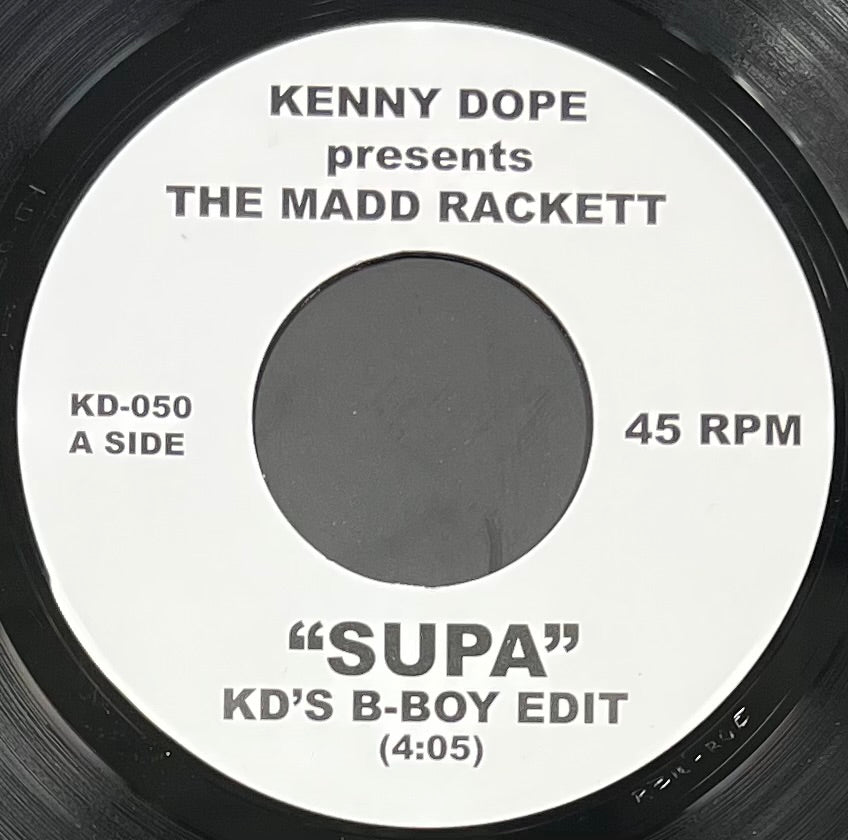 KENNY DOPE
presents
THE MADD RACKETT
KD-050
A SIDE
45 RPM
“SUPA”
KD’S B-BOY EDIT
(4:05)